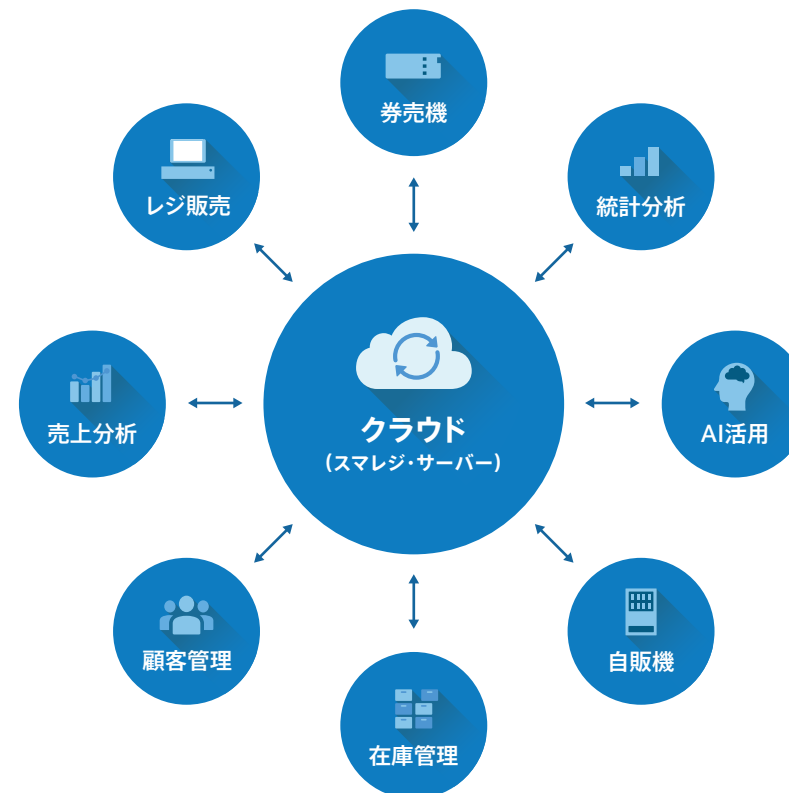 券売機
レジ販売
統計分析
クラウド
(スマレジ・サーバー)
売上分析
AI活用
顧客管理
自販機
在庫管理